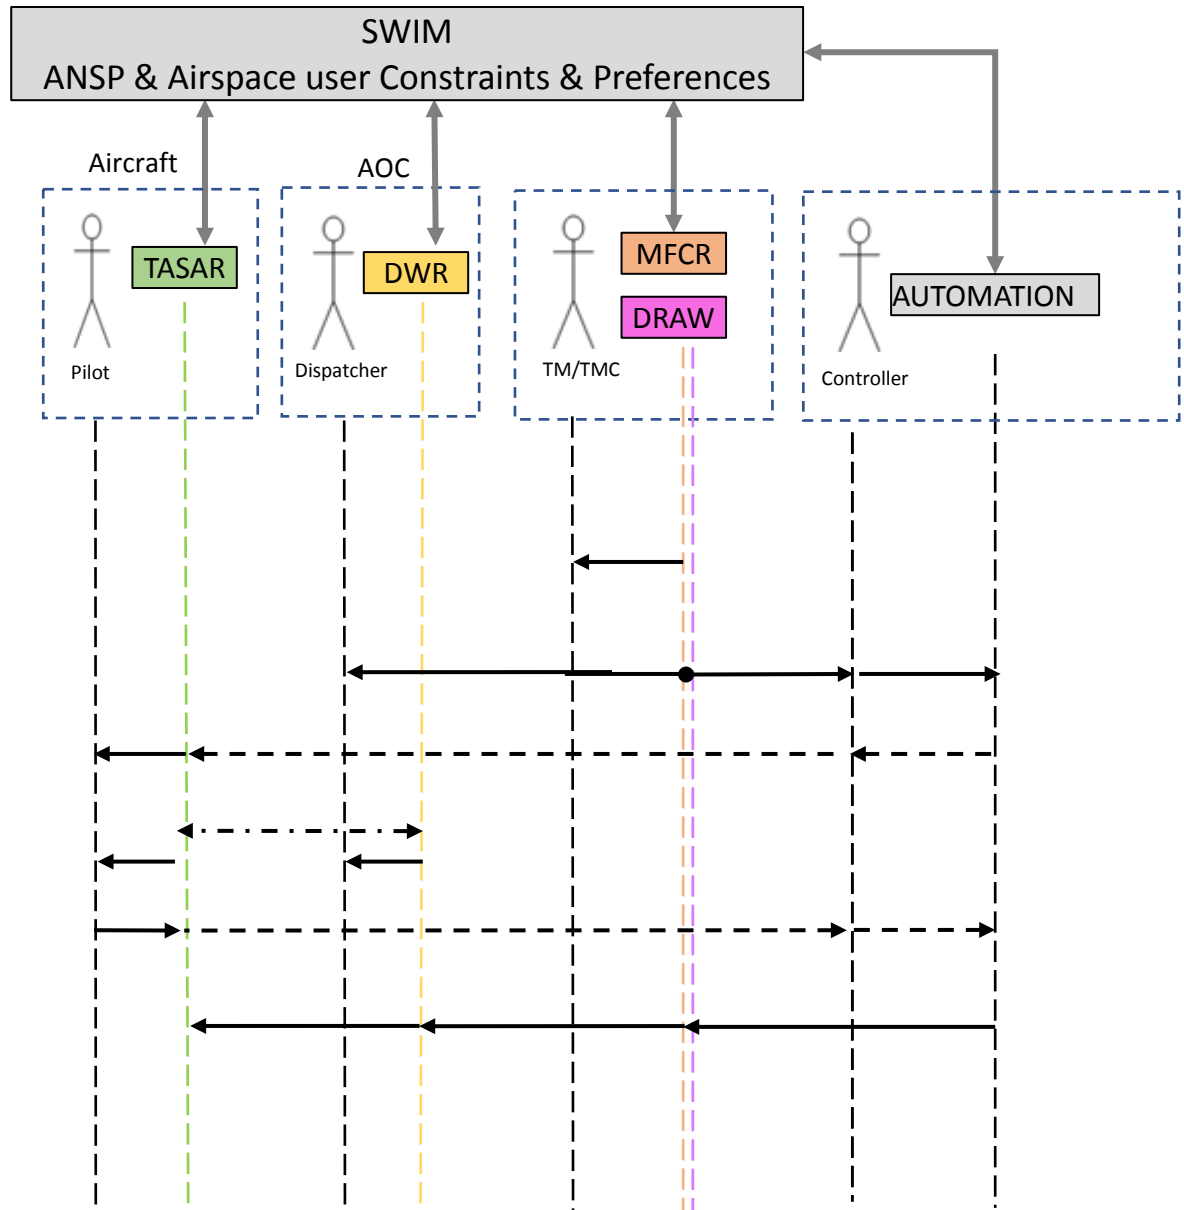 SWIM
ANSP & Airspace user Constraints & Preferences
Aircraft
AOC
TASAR
DWR
MFCR
DRAW
AUTOMATION
Pilot
Dispatcher
TM/TMC
Controller